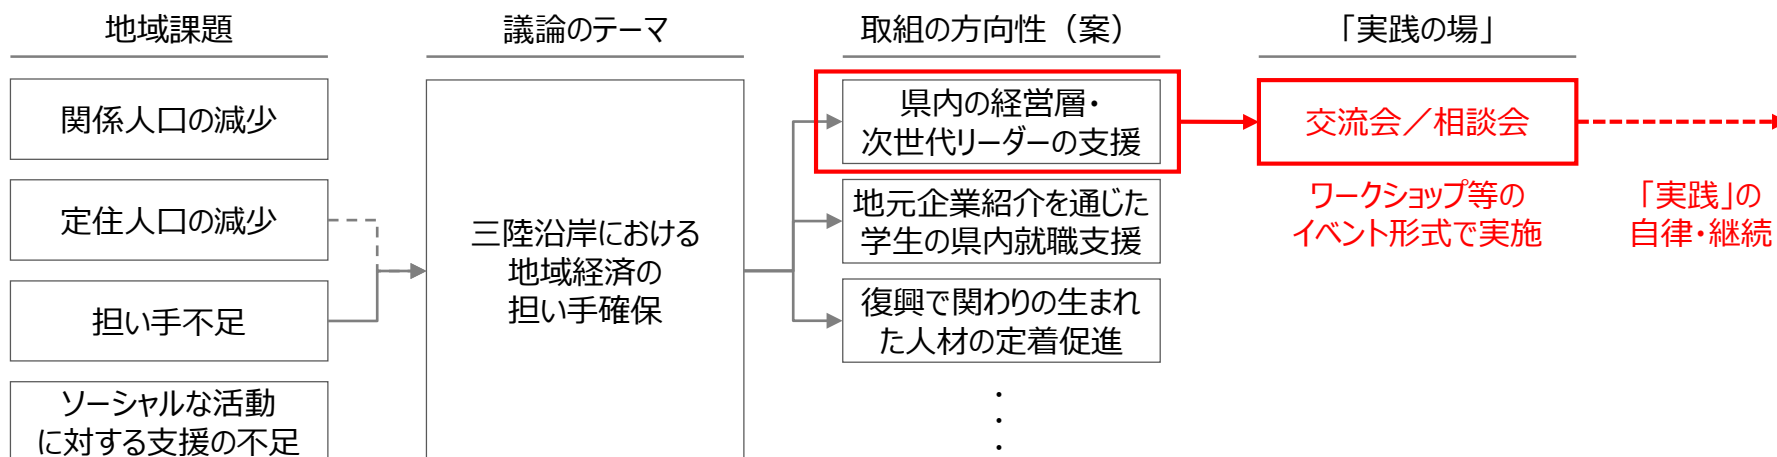 地域課題
議論のテーマ
取組の方向性（案）
「実践の場」
関係人口の減少
定住人口の減少
担い手不足
ソーシャルな活動
に対する支援の不足
三陸沿岸における
地域経済の
担い手確保
県内の経営層・
次世代リーダーの支援
地元企業紹介を通じた
学生の県内就職支援
復興で関わりの生まれ
た人材の定着促進
・
・
・
交流会／相談会
ワークショップ等の
イベント形式で実施
「実践」の
自律・継続